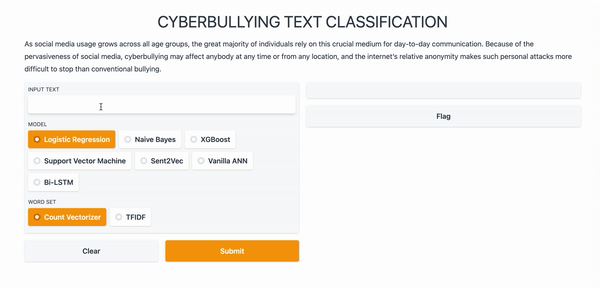 CYBERBULLYING TEXT CLASSIFICATION
As social media usage grows across all age groups, the great majority of individuals rely on this crucial medium for day-to-day communication. Because of the
pervasiveness of social media, cyberbullying may affect anybody at any time or from any location, and the internet's relative anonymity makes such personal attacks more
difficult to stop than conventional bullying.
INPUT TEXT
MODEL
Logistic Regression Naive Bayes XGBoost
Support Vector Machine Sent2Vec Vanilla ANN
Bi-LSTM
WORD SET
Count Vectorizer TFIDF
Clear Submit
Flag